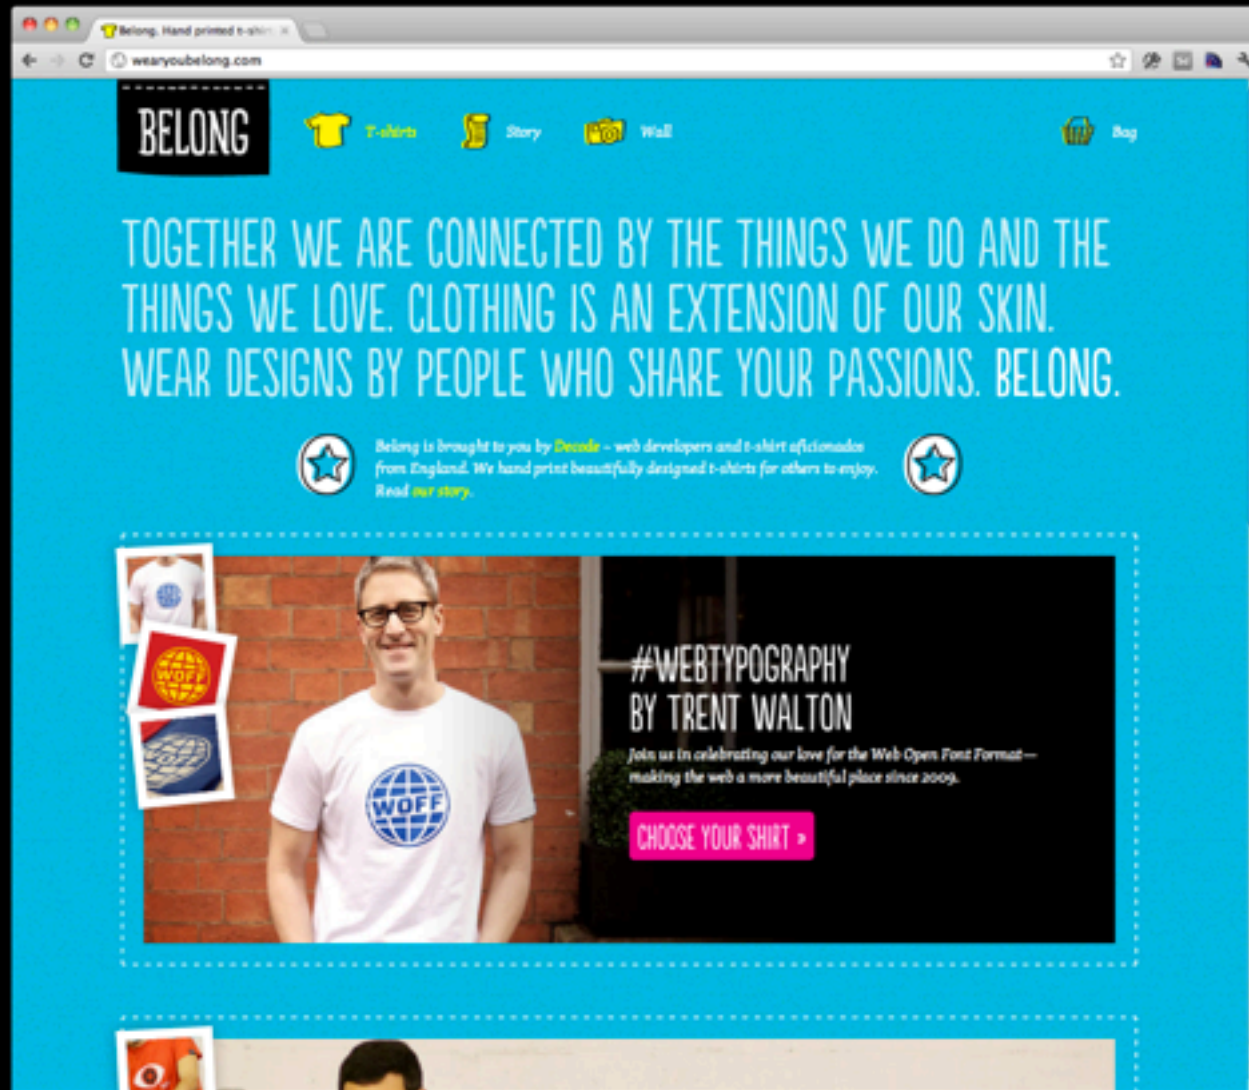 Belong. Hand printed t-shir
wearyoubelong.com
BELONG
T-shirts
Story
Wall
Bag
TOGETHER WE ARE CONNECTED BY THE THINGS WE DO AND THE
THINGS WE LOVE. CLOTHING IS AN EXTENSION OF OUR SKIN.
WEAR DESIGNS BY PEOPLE WHO SHARE YOUR PASSIONS. BELONG.
Belong is brought to you by Decode – web developers and t-shirt aficionados
from England. We hand print beautifully designed t-shirts for others to enjoy.
Read our story.
WOFF
WOFF
WOFF
WOFF
#WEBTYPOGRAPHY
BY TRENT WALTON
Join us in celebrating our love for the Web Open Font Format—
making the web a more beautiful place since 2009.
CHOOSE YOUR SHIRT »